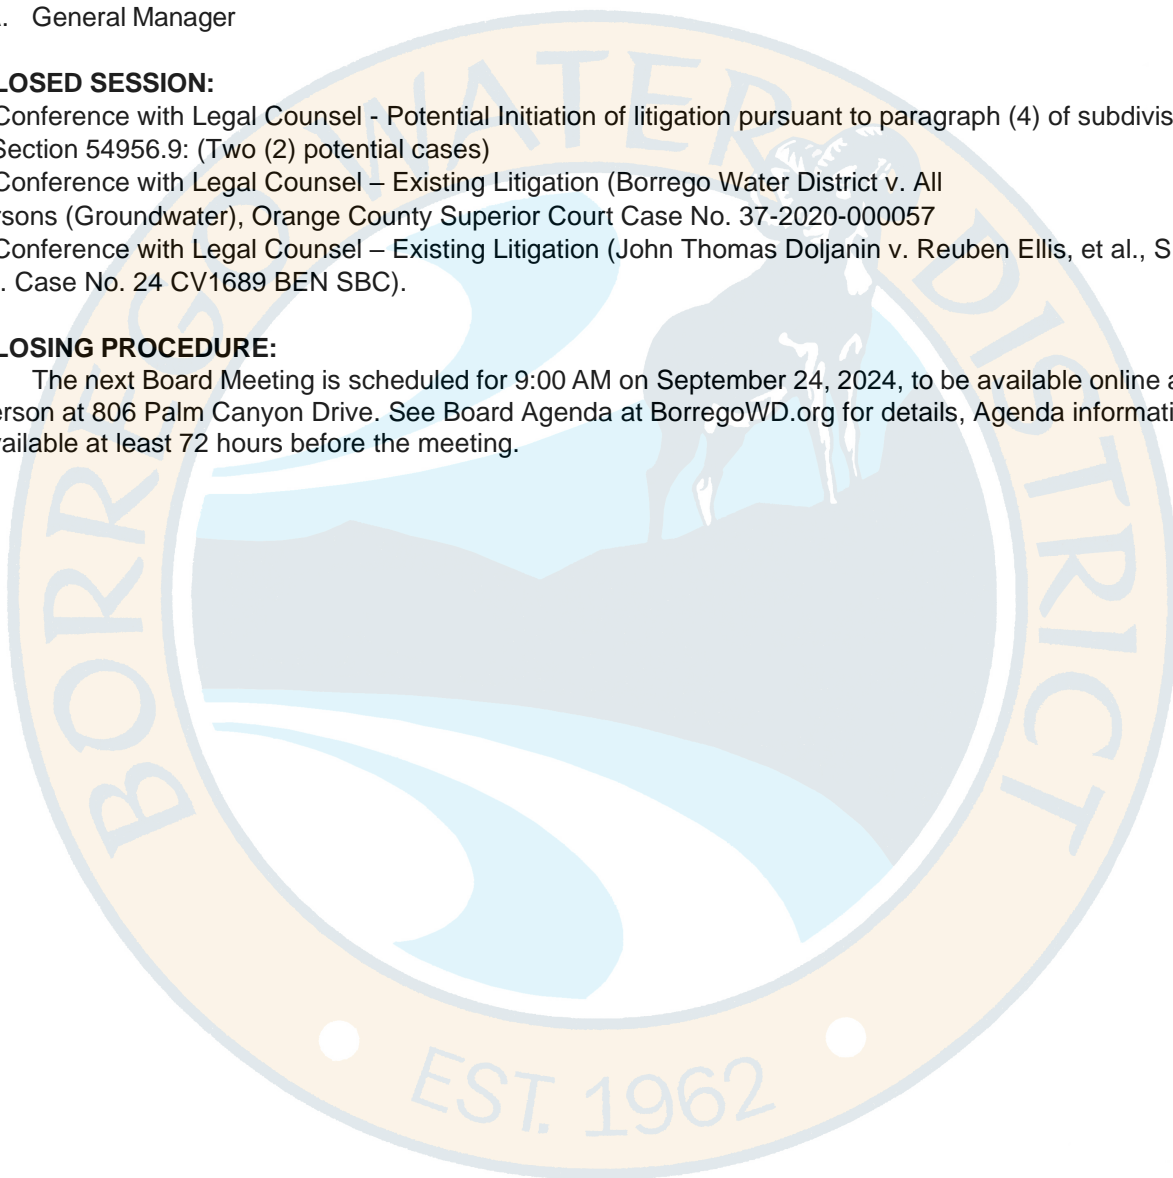 . General Manager
LOSED SESSION:
Conference with Legal Counsel - Potential Initiation of litigation pursuant to paragraph (4) of subdivis
Section 54956.9: (Two (2) potential cases)
Conference with Legal Counsel – Existing Litigation (Borrego Water District v. All
rsons (Groundwater), Orange County Superior Court Case No. 37-2020-000057
Conference with Legal Counsel – Existing Litigation (John Thomas Doljanin v. Reuben Ellis, et al., S
. Case No. 24 CV1689 BEN SBC).
LOSING PROCEDURE:
The next Board Meeting is scheduled for 9:00 AM on September 24, 2024, to be available online a
erson at 806 Palm Canyon Drive. See Board Agenda at BorregoWD.org for details, Agenda informati
vailable at least 72 hours before the meeting.
BORREGO WATER DISTRICT
EST. 1962